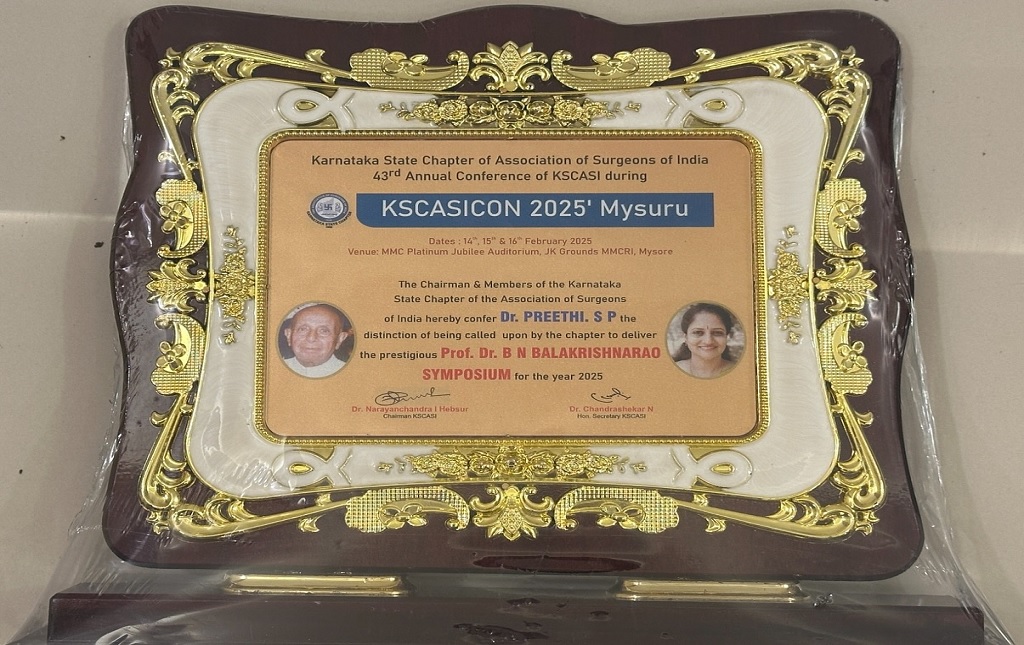 Karnataka State Chapter of Association of Surgeons of India
43rd Annual Conference of KSCASI during
KSCASICON 2025' Mysuru
Dates : 14th, 15th & 16th February 2025
Venue: MMC Platinum Jubilee Auditorium, JK Grounds MMCRI, Mysore
The Chairman & Members of the Karnataka
State Chapter of the Association of Surgeons
of India hereby confer Dr. PREETHI. S P the
distinction of being called upon by the chapter to deliver
the prestigious Prof. Dr. B N BALAKRISHNARAO
SYMPOSIUM for the year 2025
Dr. Narayanchandra I Hebsur
Chairman KSCASI
Dr. Chandrashekar N
Hon. Secretary KSCASI